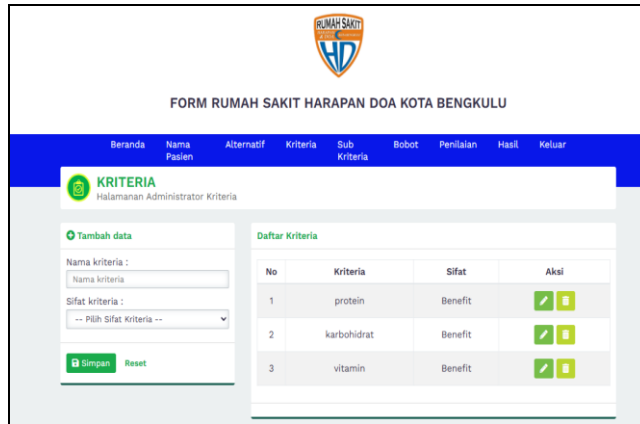 RUMAH SAKIT
HD
FORM RUMAH SAKIT HARAPAN DOA KOTA BENGKULU
Beranda Nama Pasien Alternatif Kriteria Sub Kriteria Bobot Penilaian Hasil Keluar
KRITERIA
Halamanan Administrator Kriteria
Tambah data
Nama kriteria :
Nama kriteria
Sifat kriteria :
-- Pilih Sifat Kriteria --
Simpan Reset
Daftar Kriteria
No Kriteria Sifat Aksi
1 protein Benefit
2 karbohidrat Benefit
3 vitamin Benefit